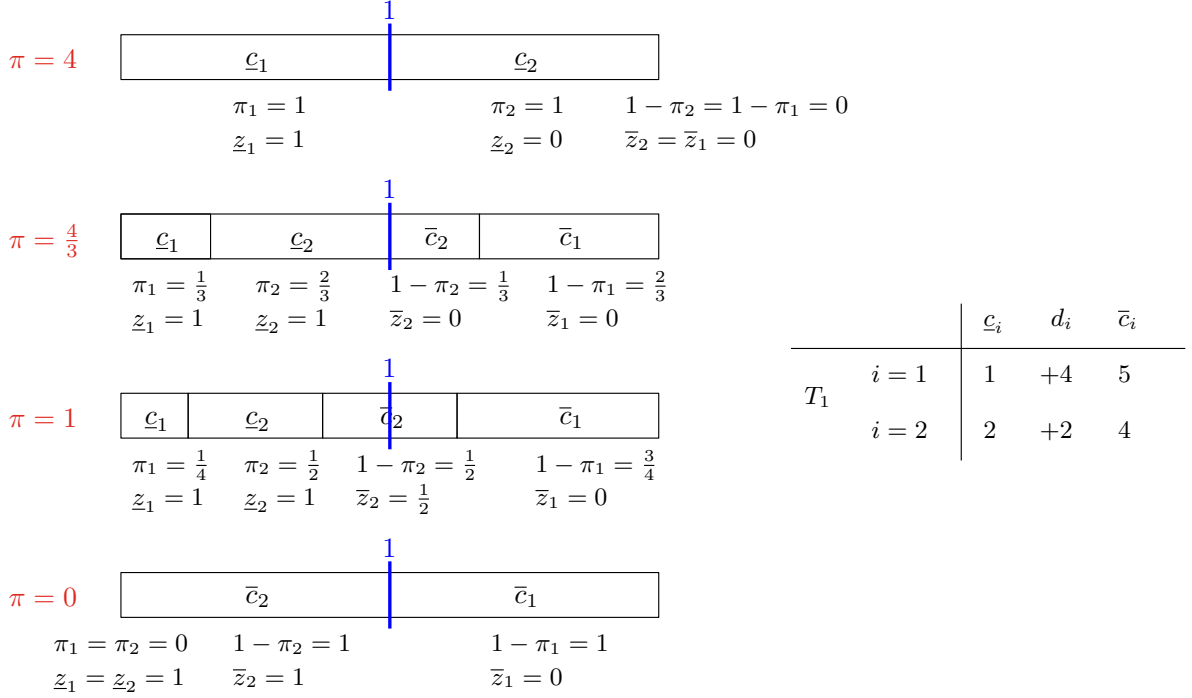 1
π = 4 c̲₁ c̲₂
π₁ = 1 π₂ = 1 1 − π₂ = 1 − π₁ = 0
z̲₁ = 1 z̲₂ = 0 z̅₂ = z̅₁ = 0
1
π = 4/3 c̲₁ c̲₂ c̅₂ c̅₁
π₁ = 1/3 π₂ = 2/3 1 − π₂ = 1/3 1 − π₁ = 2/3
z̲₁ = 1 z̲₂ = 1 z̅₂ = 0 z̅₁ = 0
1
π = 1 c̲₁ c̲₂ c̅₂ c̅₁
π₁ = 1/4 π₂ = 1/2 1 − π₂ = 1/2 1 − π₁ = 3/4
z̲₁ = 1 z̲₂ = 1 z̅₂ = 1/2 z̅₁ = 0
1
π = 0 c̅₂ c̅₁
π₁ = π₂ = 0 1 − π₂ = 1 1 − π₁ = 1
z̲₁ = z̲₂ = 1 z̅₂ = 1 z̅₁ = 0
c̲ᵢ dᵢ c̅ᵢ
i = 1 1 +4 5
T₁
i = 2 2 +2 4